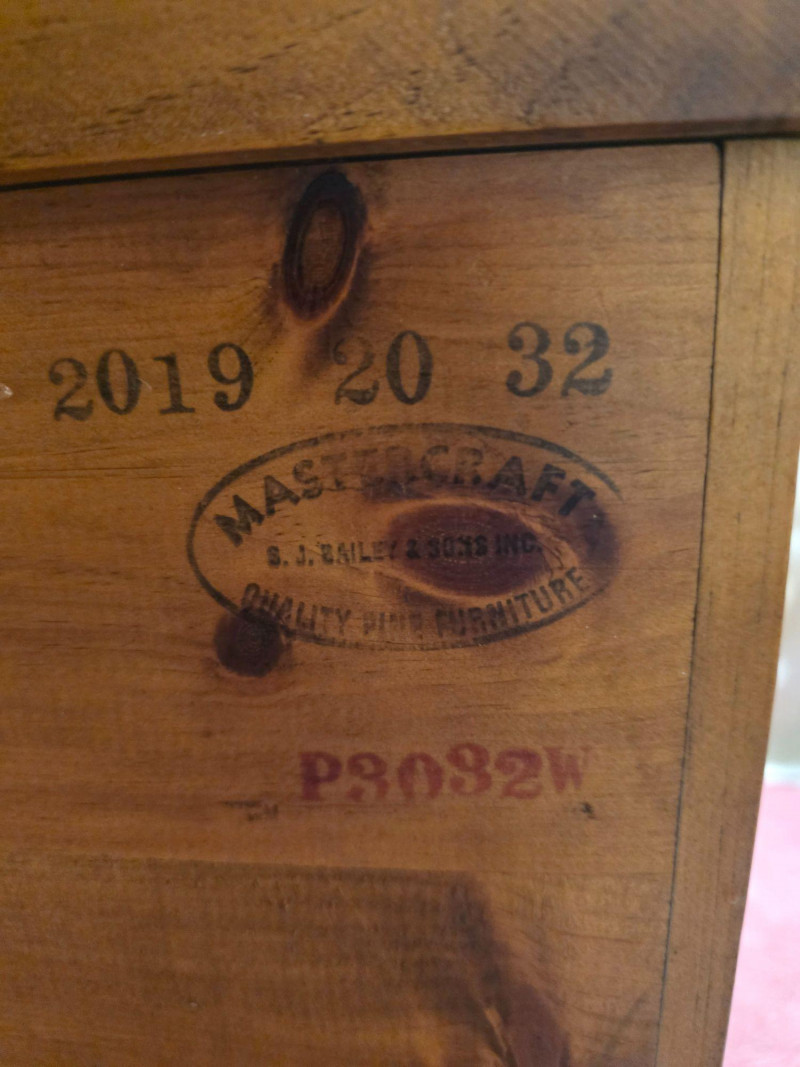 2019 20 32
MASTERCRAFT
S. J. BAILEY & SONS INC.
QUALITY PINE FURNITURE
P3032W